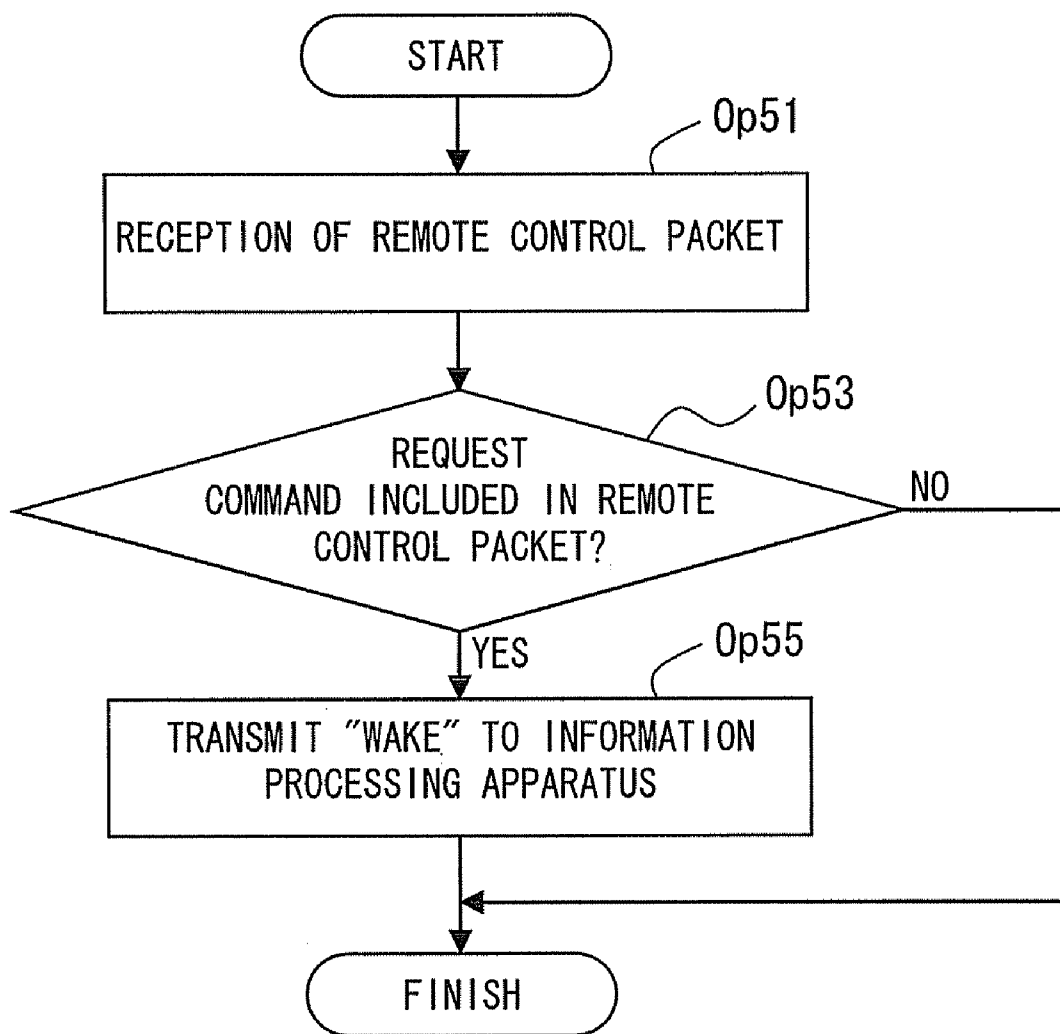 START
Op51
RECEPTION OF REMOTE CONTROL PACKET
Op53
REQUEST
COMMAND INCLUDED IN REMOTE
CONTROL PACKET?
NO
YES
Op55
TRANSMIT "WAKE" TO INFORMATION
PROCESSING APPARATUS
FINISH